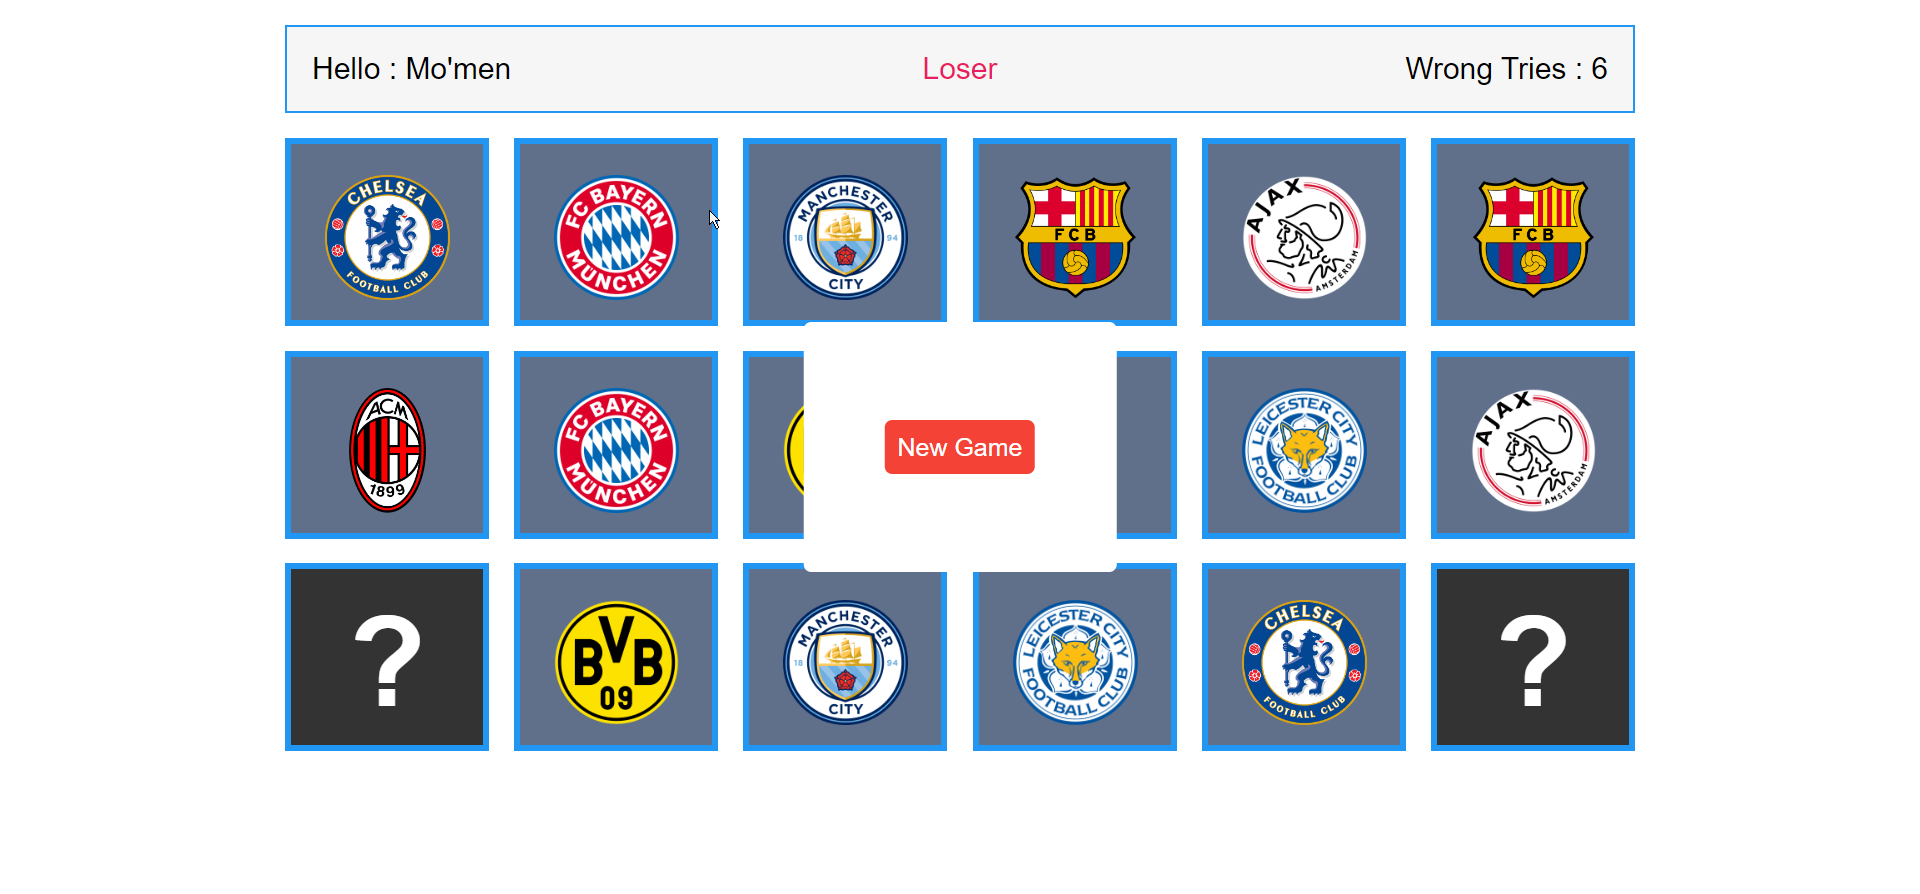 Hello : Mo'men
Loser
Wrong Tries : 6
CHELSEA
FOOTBALL CLUB
FC BAYERN
MÜNCHEN
MANCHESTER
18 94
CITY
FCB
AJAX
AMSTERDAM
FCB
ACM
1899
FC BAYERN
MÜNCHEN
New Game
LEICESTER CITY
FOOTBALL CLUB
AJAX
AMSTERDAM
?
BVB
09
MANCHESTER
18 94
CITY
LEICESTER CITY
FOOTBALL CLUB
CHELSEA
FOOTBALL CLUB
?